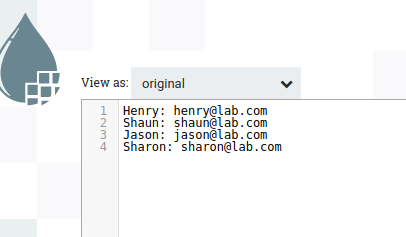 View as: original
1 Henry: henry@lab.com
2 Shaun: shaun@lab.com
3 Jason: jason@lab.com
4 Sharon: sharon@lab.com